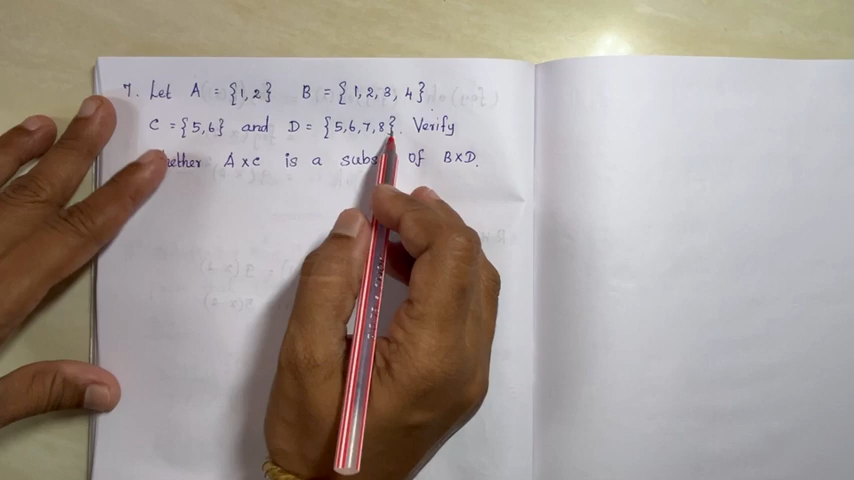 7. Let A = {1,2} B = {1,2,3,4}.
C = {5,6} and D = {5,6,7,8}. Verify
A×C is a of B×D.